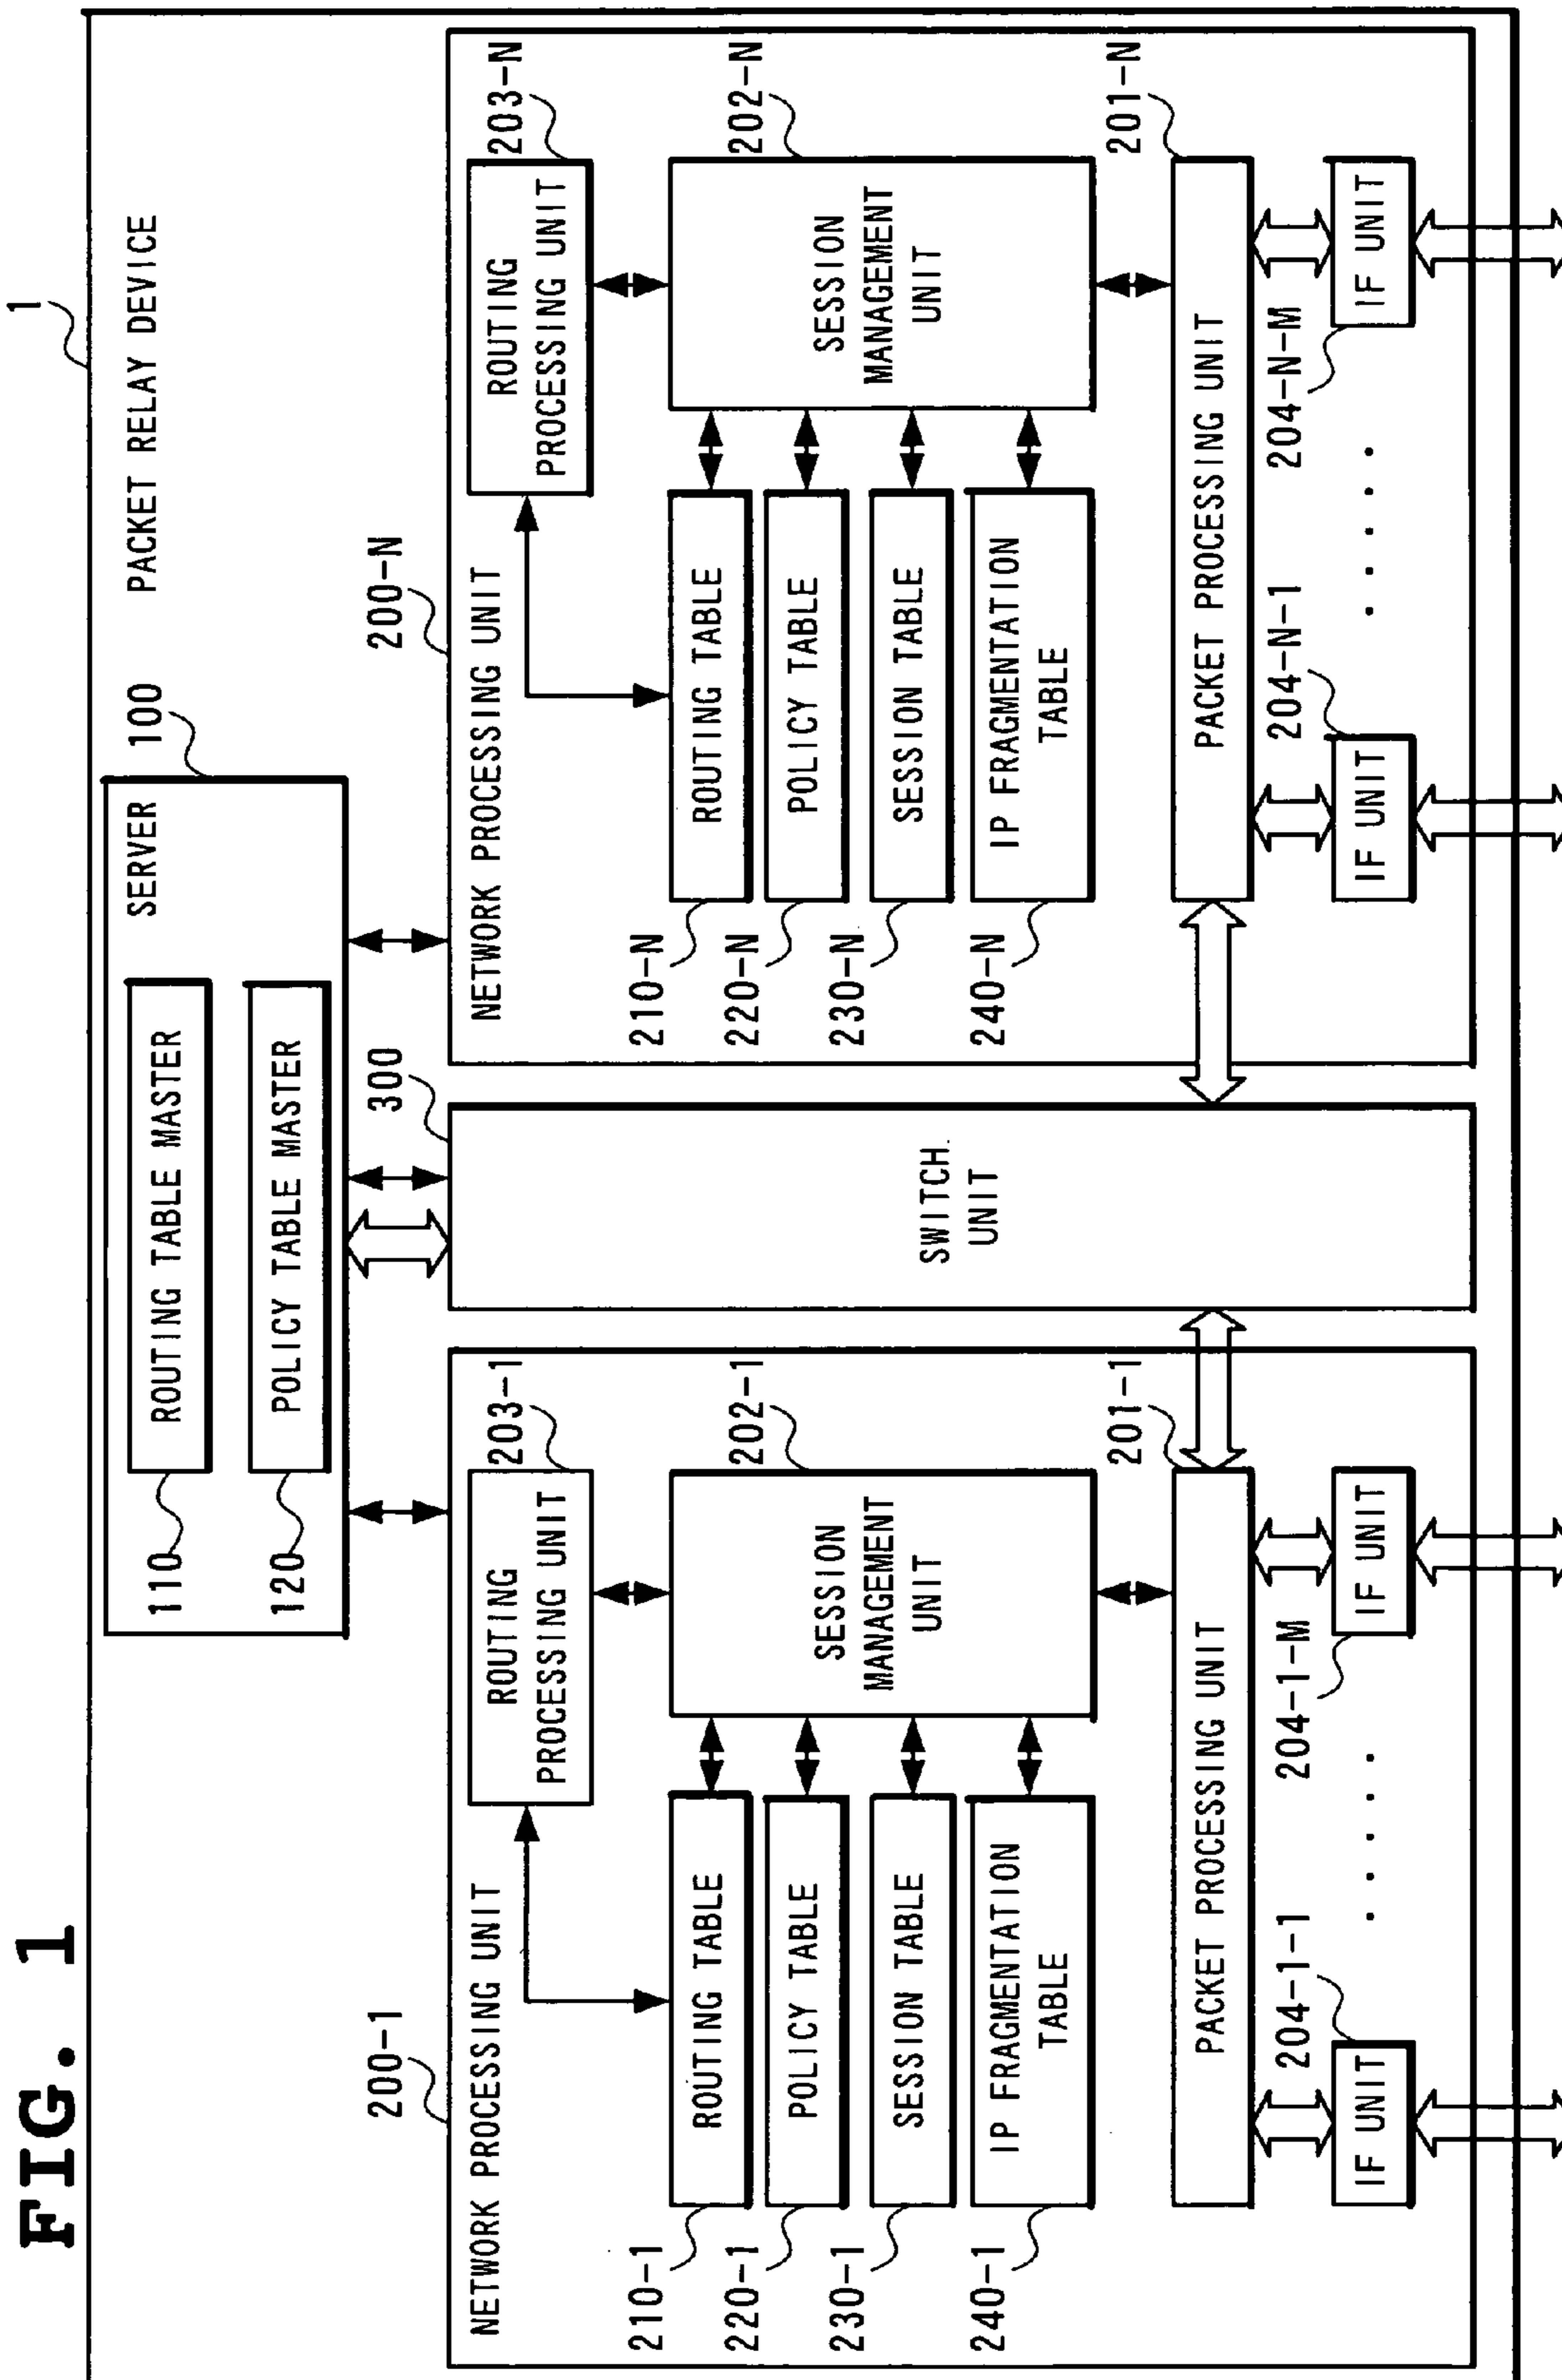 FIG. 1
1
PACKET RELAY DEVICE
100
SERVER
110
ROUTING TABLE MASTER
120
POLICY TABLE MASTER
200-1
NETWORK PROCESSING UNIT
203-1
ROUTING
PROCESSING UNIT
202-1
SESSION
MANAGEMENT
UNIT
210-1
ROUTING TABLE
220-1
POLICY TABLE
230-1
SESSION TABLE
240-1
IP FRAGMENTATION
TABLE
201-1
PACKET PROCESSING UNIT
204-1-1
IF UNIT
.....
204-1-M
IF UNIT
300
SWITCH
UNIT
200-N
NETWORK PROCESSING UNIT
203-N
ROUTING
PROCESSING UNIT
202-N
SESSION
MANAGEMENT
UNIT
210-N
ROUTING TABLE
220-N
POLICY TABLE
230-N
SESSION TABLE
240-N
IP FRAGMENTATION
TABLE
201-N
PACKET PROCESSING UNIT
204-N-1
IF UNIT
.....
204-N-M
IF UNIT